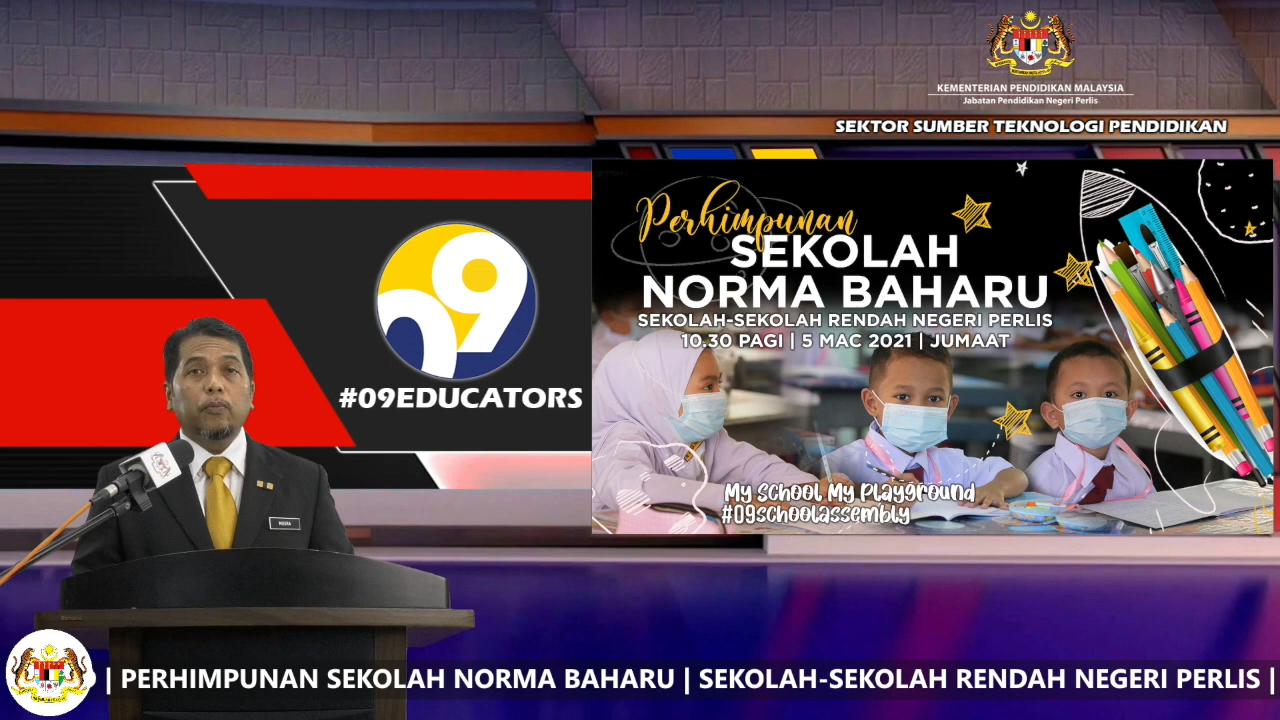 KEMENTERIAN PENDIDIKAN MALAYSIA
Jabatan Pendidikan Negeri Perlis
SEKTOR SUMBER TEKNOLOGI PENDIDIKAN
09
#09EDUCATORS
Perhimpunan
SEKOLAH
NORMA BAHARU
SEKOLAH-SEKOLAH RENDAH NEGERI PERLIS
10.30 PAGI | 5 MAC 2021 | JUMAAT
My School My Playground
#09schoolassembly
| PERHIMPUNAN SEKOLAH NORMA BAHARU | SEKOLAH-SEKOLAH RENDAH NEGERI PERLIS |